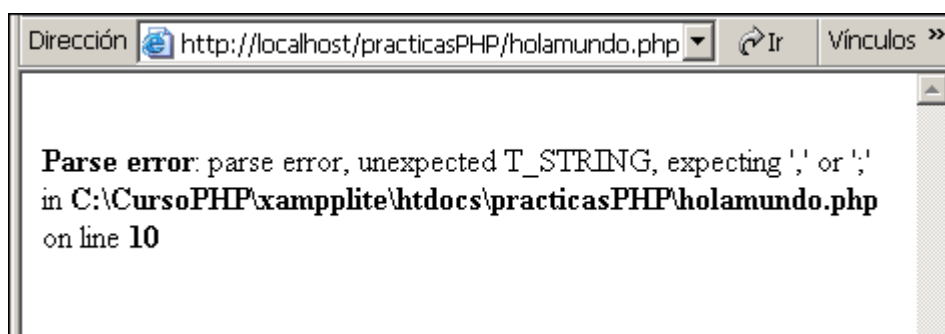 Dirección http://localhost/practicasPHP/holamundo.php Ir Vínculos »
Parse error: parse error, unexpected T_STRING, expecting ',' or ';'
in C:\CursoPHP\xampplite\htdocs\practicasPHP\holamundo.php
on line 10